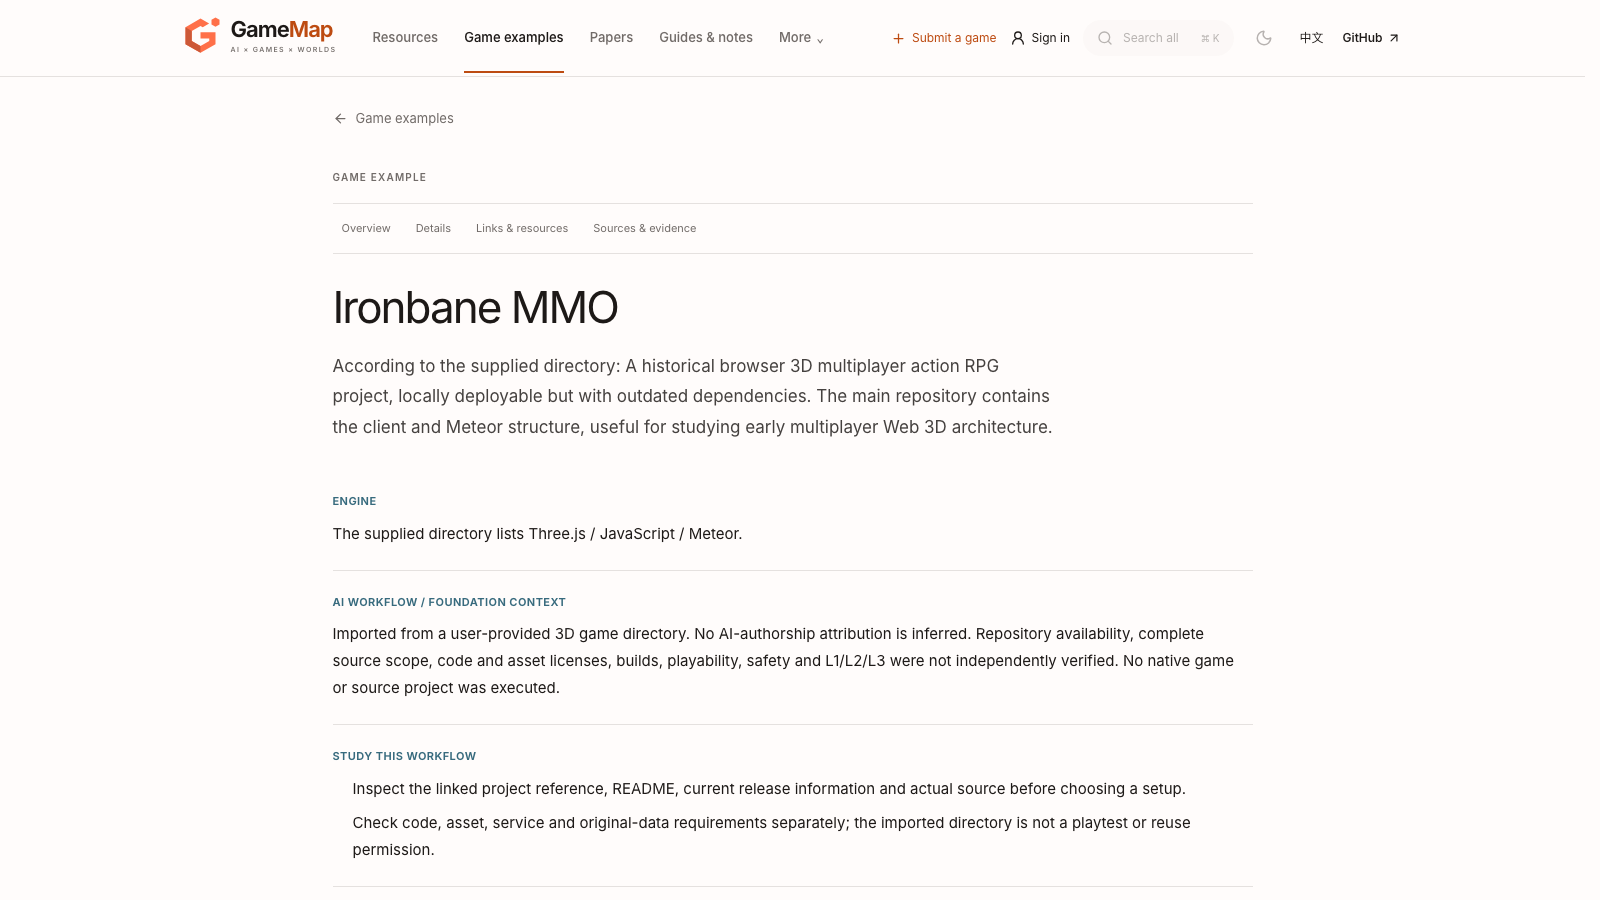 GameMap
AI × GAMES × WORLDS
Resources
Game examples
Papers
Guides & notes
More
Submit a game
Sign in
Search all
⌘ K
中文
GitHub
Game examples
GAME EXAMPLE
Overview
Details
Links & resources
Sources & evidence
Ironbane MMO
According to the supplied directory: A historical browser 3D multiplayer action RPG
project, locally deployable but with outdated dependencies. The main repository contains
the client and Meteor structure, useful for studying early multiplayer Web 3D architecture.
ENGINE
The supplied directory lists Three.js / JavaScript / Meteor.
AI WORKFLOW / FOUNDATION CONTEXT
Imported from a user-provided 3D game directory. No AI-authorship attribution is inferred. Repository availability, complete
source scope, code and asset licenses, builds, playability, safety and L1/L2/L3 were not independently verified. No native game
or source project was executed.
STUDY THIS WORKFLOW
Inspect the linked project reference, README, current release information and actual source before choosing a setup.
Check code, asset, service and original-data requirements separately; the imported directory is not a playtest or reuse
permission.